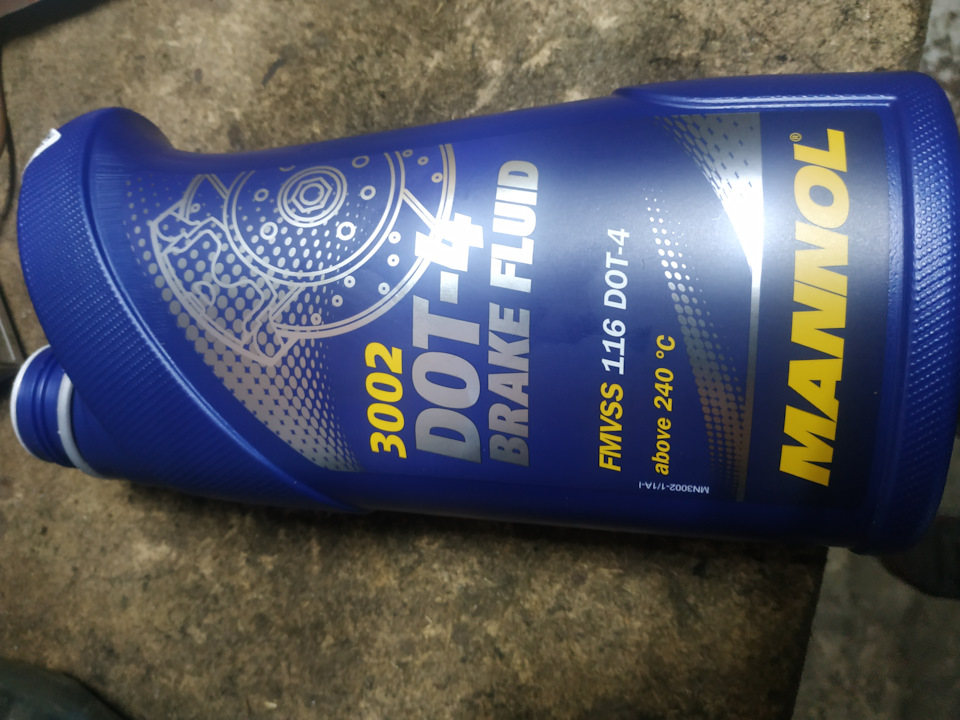 3002
DOT-4
BRAKE FLUID
FMVSS 116 DOT-4
above 240 °C
MN3002-1/1A-I
MANNOL®